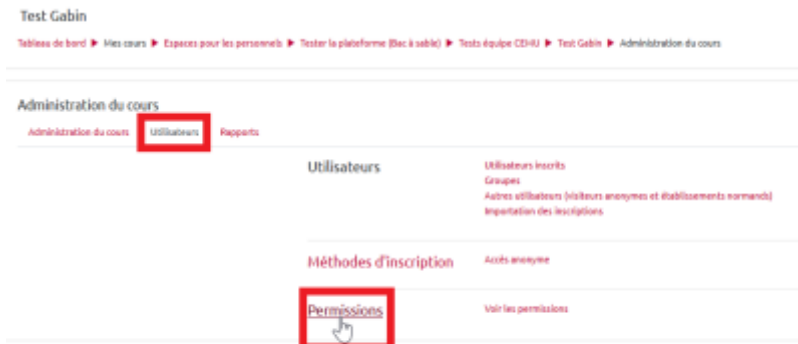 Test Gabin
Tableau de bord ▶ Mes cours ▶ Espaces pour les personnels ▶ Tester la plateforme (Bac à sable) ▶ Tests équipe CEMU ▶ Test Gabin ▶ Administration du cours
Administration du cours
Administration du cours Utilisateurs Rapports
Utilisateurs Utilisateurs inscrits
Groupes
Autres utilisateurs (visiteurs anonymes et établissements normands)
Importation des inscriptions
Méthodes d'inscription Accès anonyme
Permissions Voir les permissions